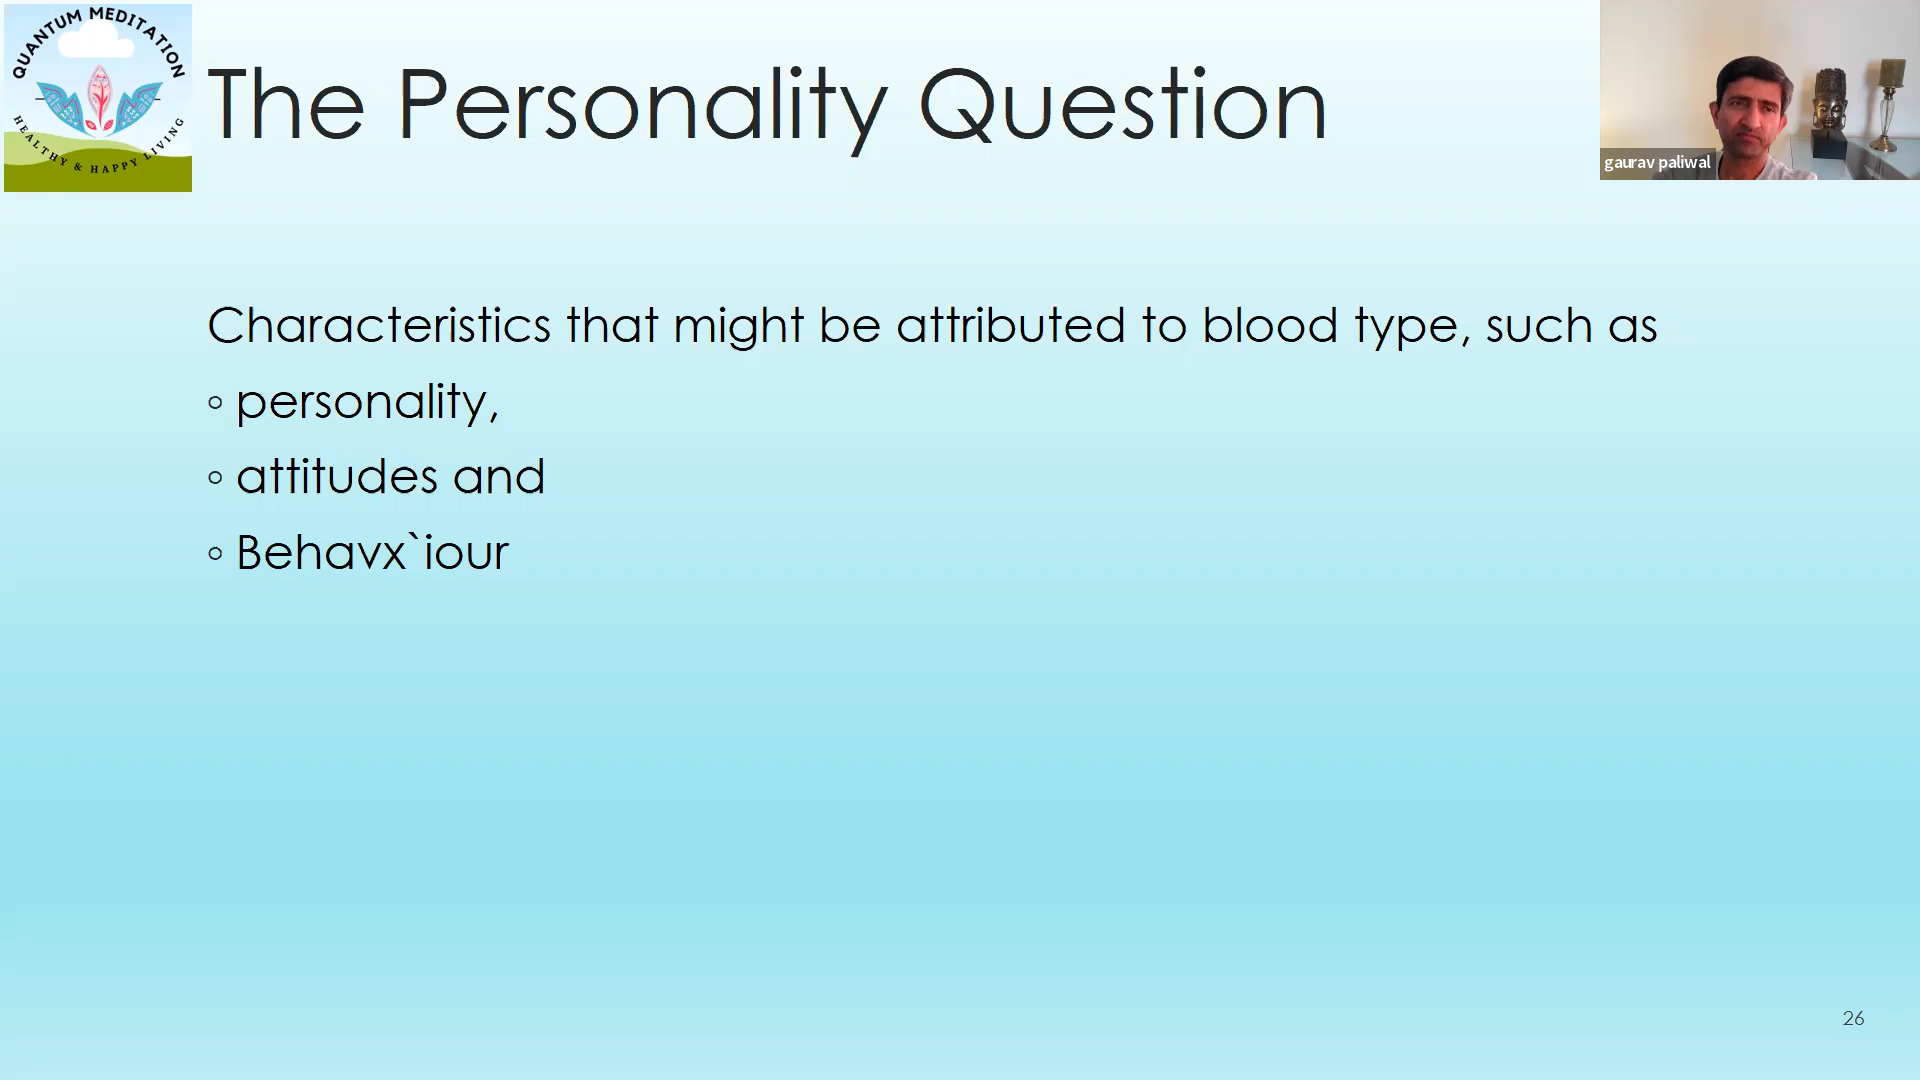 QUANTUM MEDITATION
HEALTHY & HAPPY LIVING
The Personality Question
gaurav paliwal
Characteristics that might be attributed to blood type, such as
◦ personality,
◦ attitudes and
◦ Behavx`iour
26